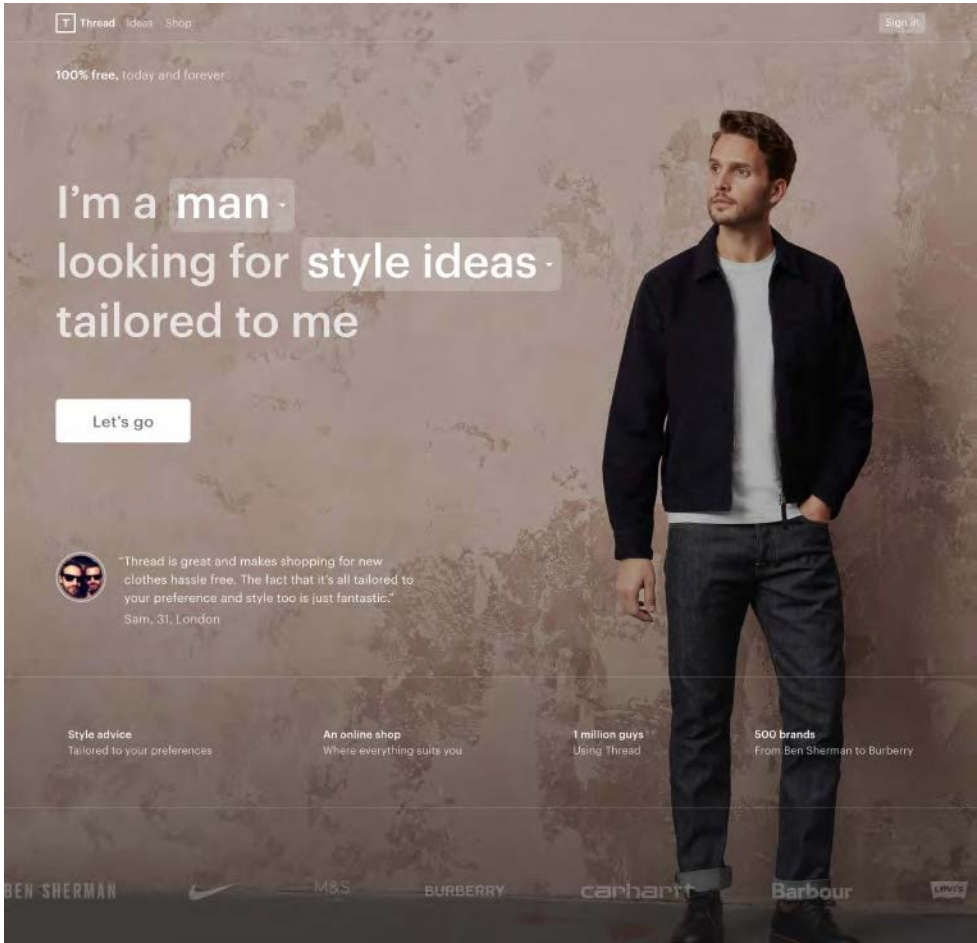 T Thread Ideas Shop Sign in
100% free, today and forever
I'm a man
looking for style ideas
tailored to me
Let's go
"Thread is great and makes shopping for new
clothes hassle free. The fact that it's all tailored to
your preference and style too is just fantastic."
Sam, 31, London
Style advice
Tailored to your preferences
An online shop
Where everything suits you
1 million guys
Using Thread
500 brands
From Ben Sherman to Burberry
BEN SHERMAN M&S BURBERRY carhartt Barbour LEVI'S